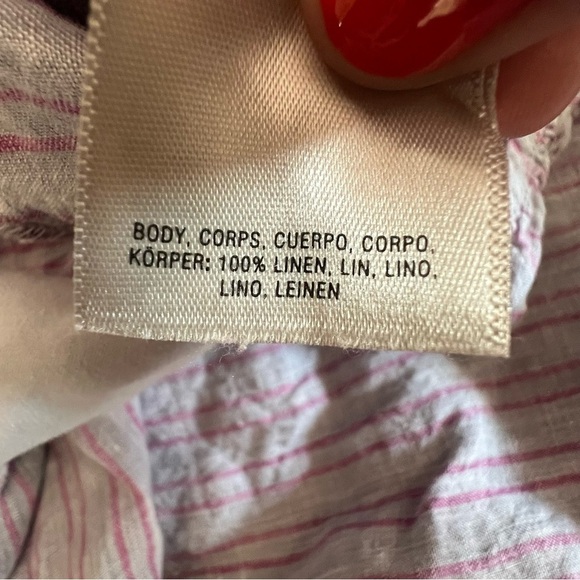 BODY, CORPS, CUERPO, CORPO,
KÖRPER: 100% LINEN, LIN, LINO,
LINO, LEINEN